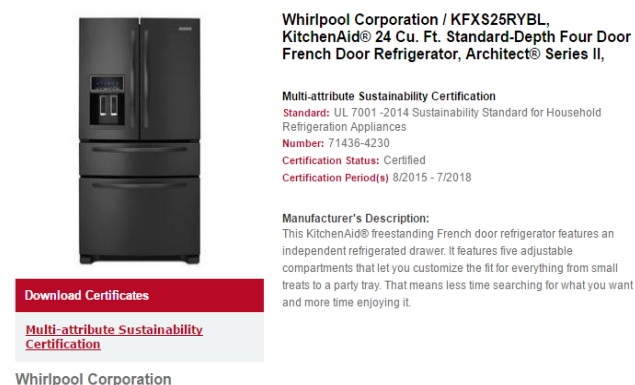 Whirlpool Corporation / KFXS25RYBL,
KitchenAid® 24 Cu. Ft. Standard-Depth Four Door
French Door Refrigerator, Architect® Series II,
Multi-attribute Sustainability Certification
Standard: UL 7001 -2014 Sustainability Standard for Household
Refrigeration Appliances
Number: 71436-4230
Certification Status: Certified
Certification Period(s) 8/2015 - 7/2018
Manufacturer's Description:
This KitchenAid® freestanding French door refrigerator features an
independent refrigerated drawer. It features five adjustable
compartments that let you customize the fit for everything from small
treats to a party tray. That means less time searching for what you want
and more time enjoying it.
Download Certificates
Multi-attribute Sustainability
Certification
Whirlpool Corporation